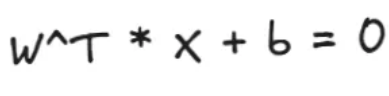 W^T * X + b = 0